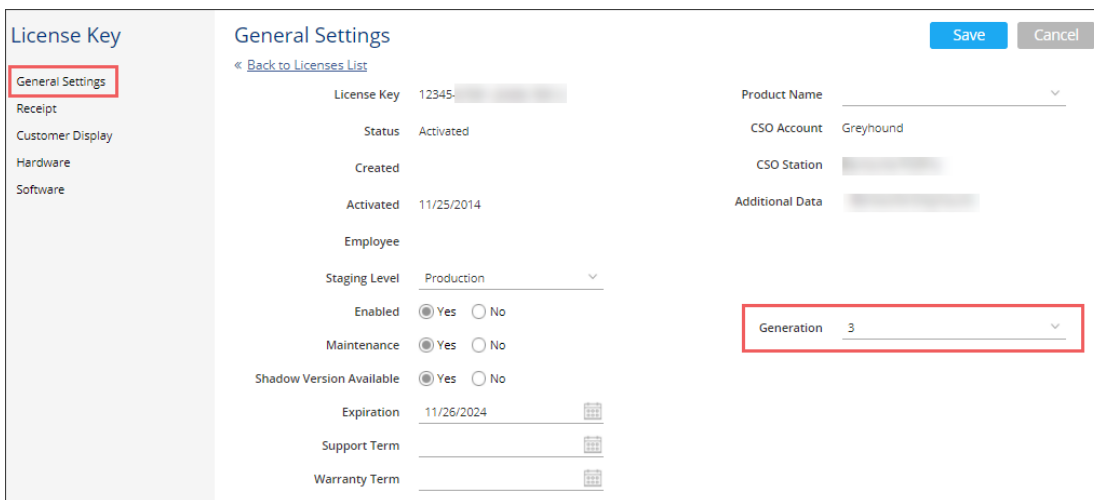 License Key
General Settings
Receipt
Customer Display
Hardware
Software
General Settings
Save
Cancel
« Back to Licenses List
License Key 12345-
Status Activated
Created
Activated 11/25/2014
Employee
Staging Level Production
Enabled Yes No
Maintenance Yes No
Shadow Version Available Yes No
Expiration 11/26/2024
Support Term
Warranty Term
Product Name
CSO Account Greyhound
CSO Station
Additional Data
Generation 3